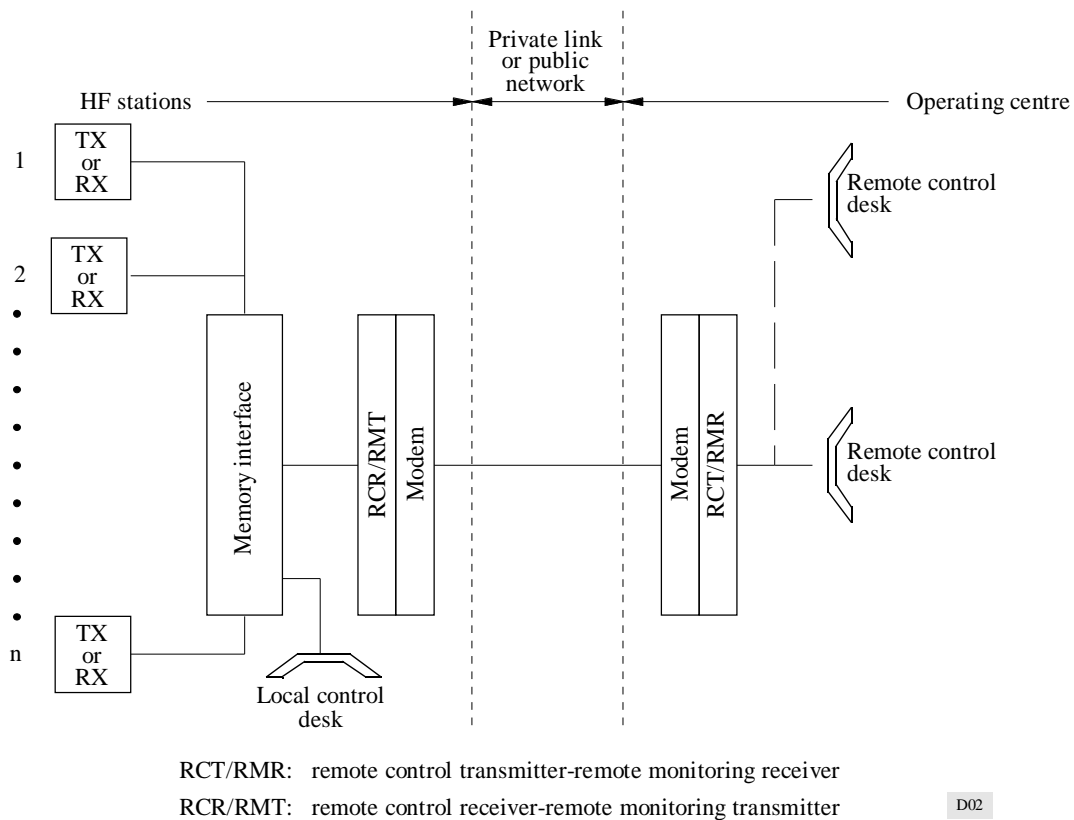 Private link
or public
network
HF stations
Operating centre
1
TX
or
RX
Remote control
desk
2
TX
or
RX
Memory interface
RCR/RMT
Modem
Modem
RCT/RMR
Remote control
desk
n
TX
or
RX
Local control
desk
RCT/RMR: remote control transmitter-remote monitoring receiver
RCR/RMT: remote control receiver-remote monitoring transmitter
D02